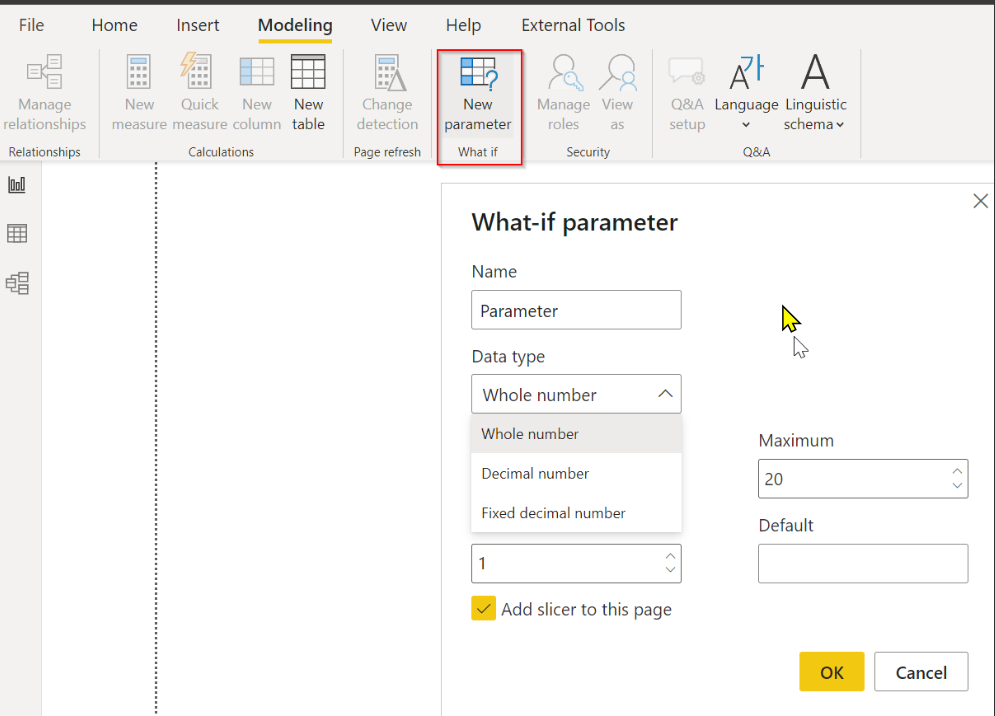 File Home Insert Modeling View Help External Tools
Manage relationships
New measure
Quick measure
New column
New table
Change detection
New parameter
Manage roles
View as
Q&A setup
Language
Linguistic schema
Relationships Calculations Page refresh What if Security Q&A
What-if parameter
Name
Parameter
Data type
Whole number
Whole number
Decimal number
Fixed decimal number
Maximum
20
Default
1
Add slicer to this page
OK Cancel